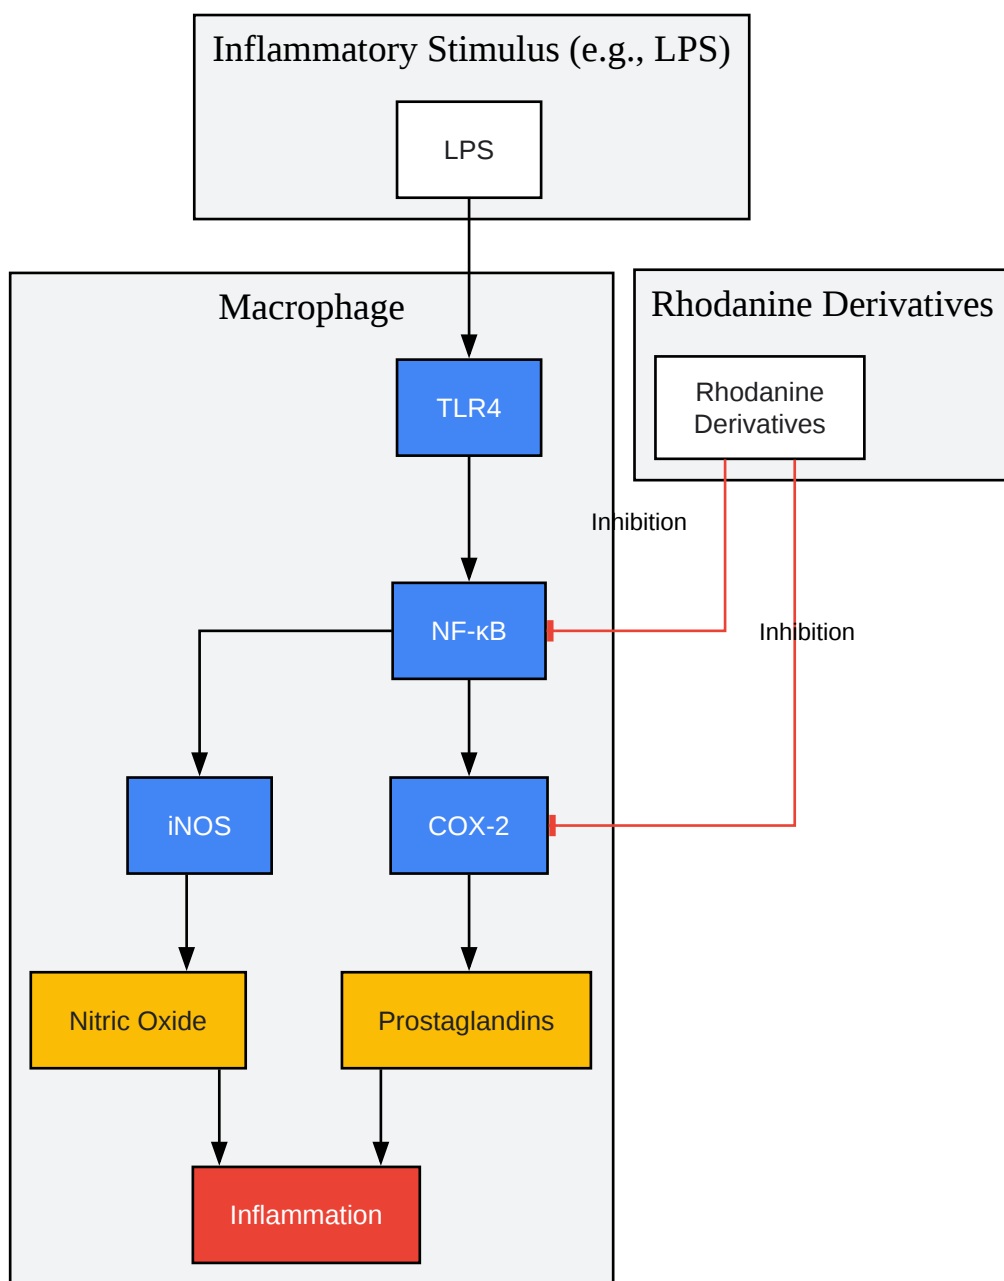 Inflammatory Stimulus (e.g., LPS)
LPS
Macrophage
Rhodanine Derivatives
Rhodanine
Derivatives
TLR4
Inhibition
NF-κB
Inhibition
iNOS
COX-2
Nitric Oxide
Prostaglandins
Inflammation